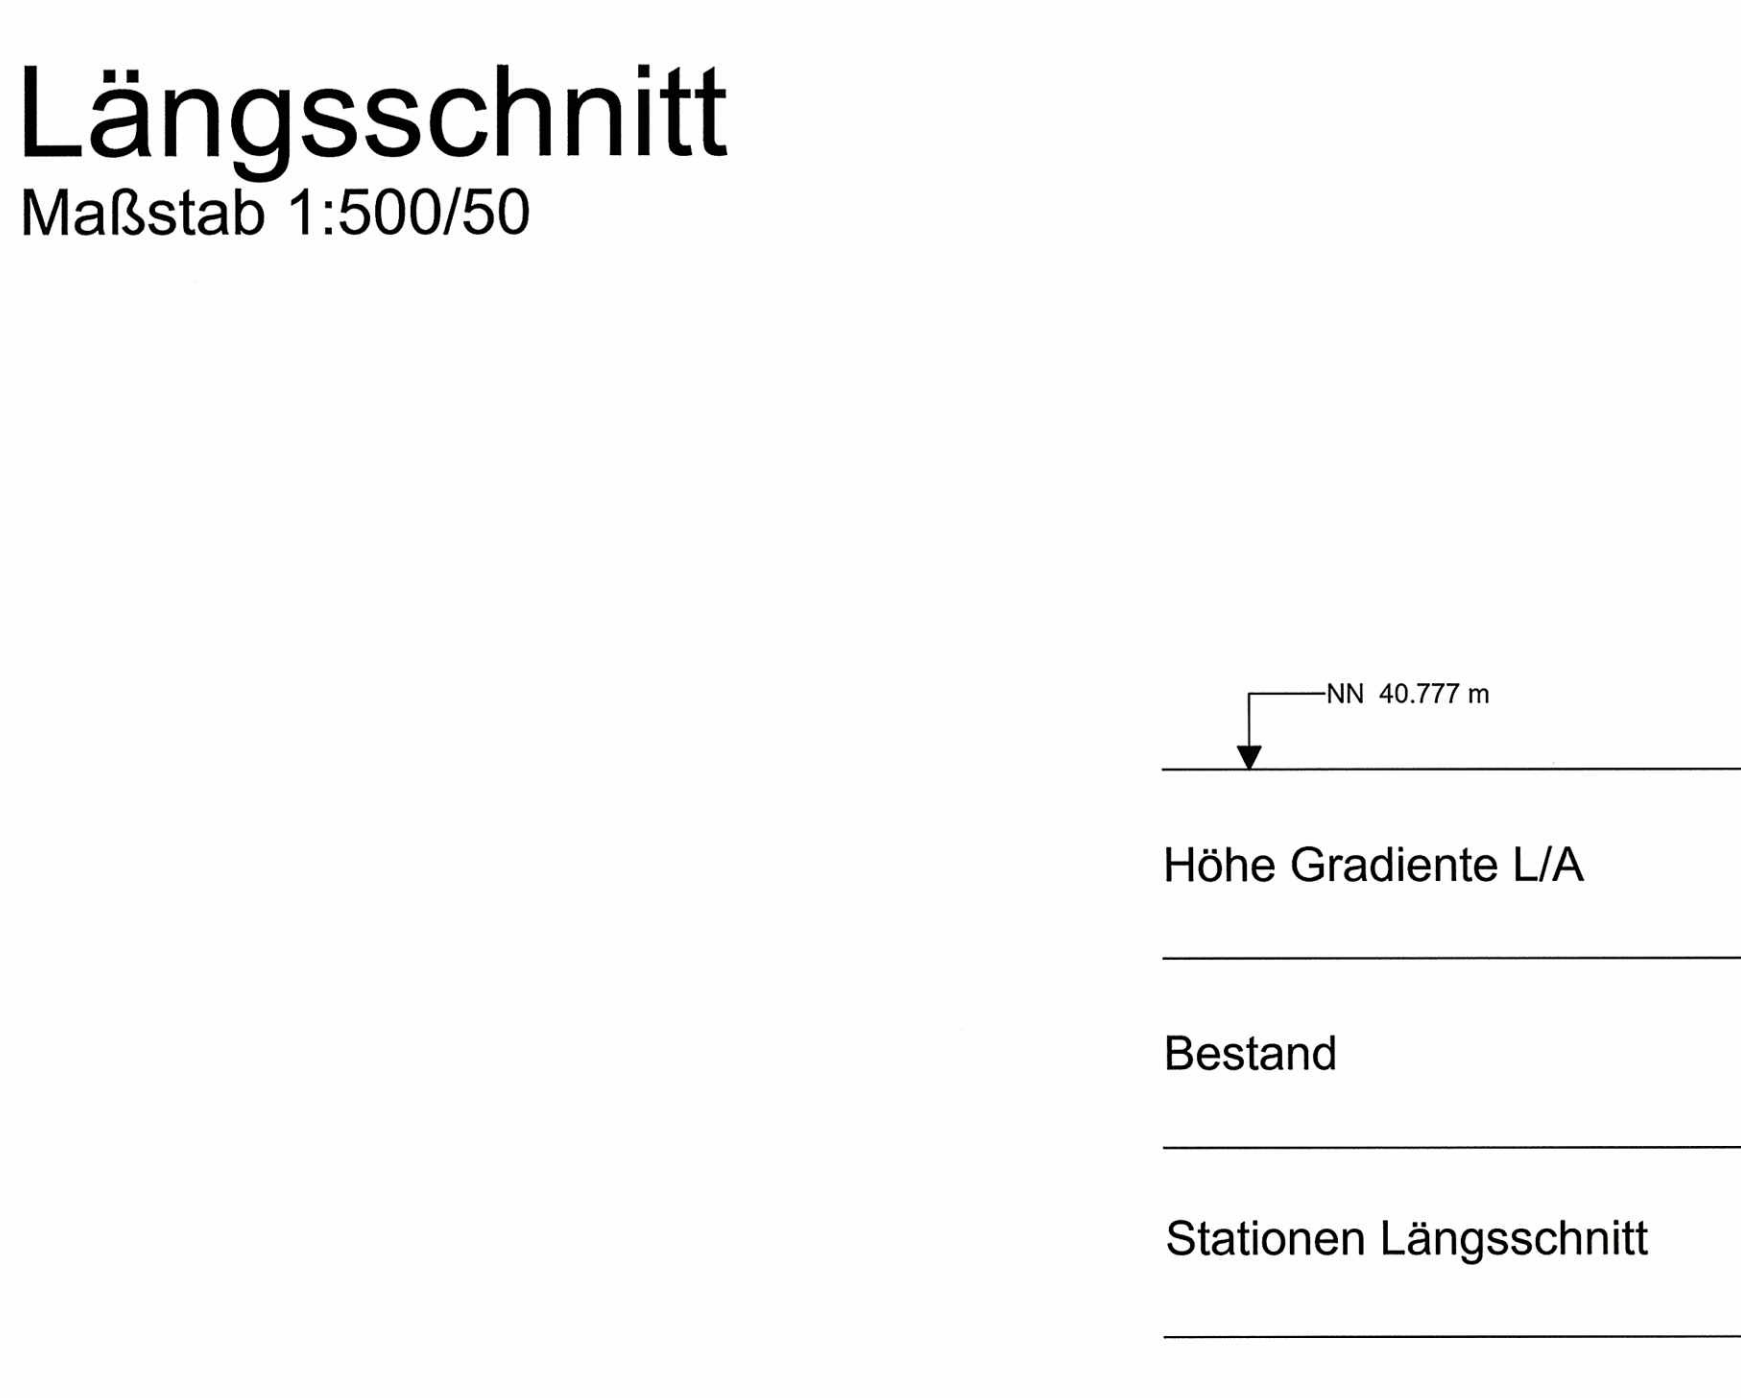 Längsschnitt
Maßstab 1:500/50
NN 40.777 m
Höhe Gradiente L/A
Bestand
Stationen Längsschnitt